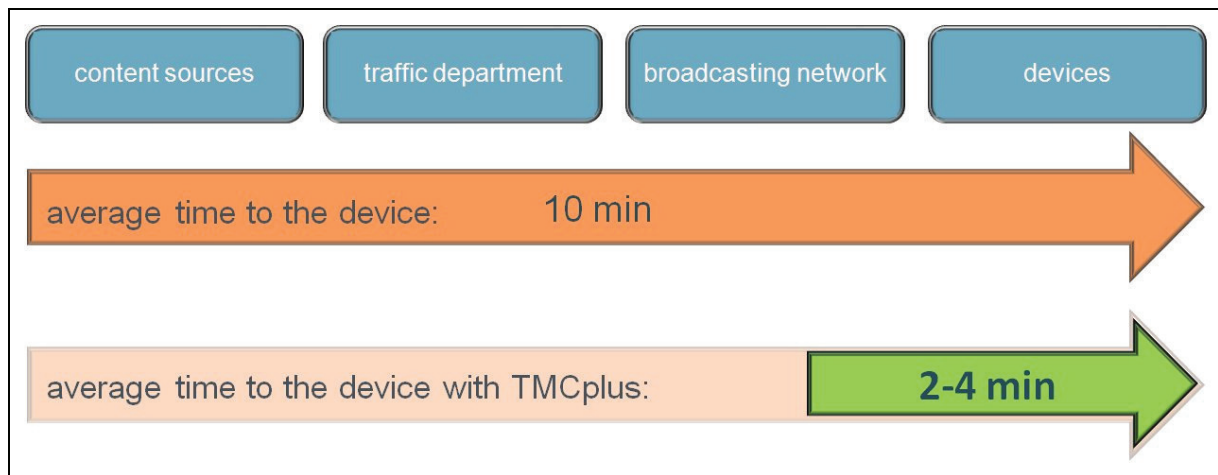 content sources
traffic department
broadcasting network
devices
average time to the device: 10 min
average time to the device with TMCplus: 2-4 min